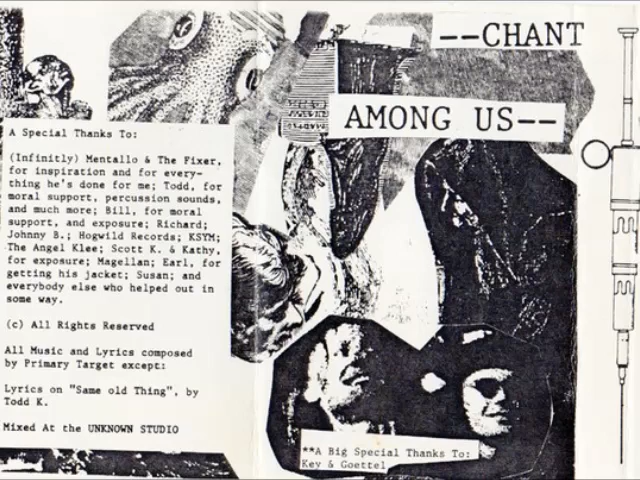 --CHANT
AMONG US--
A Special Thanks To:
(Infinitly) Mentallo & The Fixer,
for inspiration and for every-
thing he's done for me; Todd, for
moral support, percussion sounds,
and much more; Bill, for moral
support, and exposure; Richard;
Johnny B.; Hogwild Records; KSYM;
The Angel Klee; Scott K. & Kathy,
for exposure; Magellan; Earl, for
getting his jacket; Susan; and
everybody else who helped out in
some way.
(c) All Rights Reserved
All Music and Lyrics composed
by Primary Target except:
Lyrics on "Same old Thing", by
Todd K.
Mixed At the UNKNOWN STUDIO
**A Big Special Thanks To:
Key & Goettel